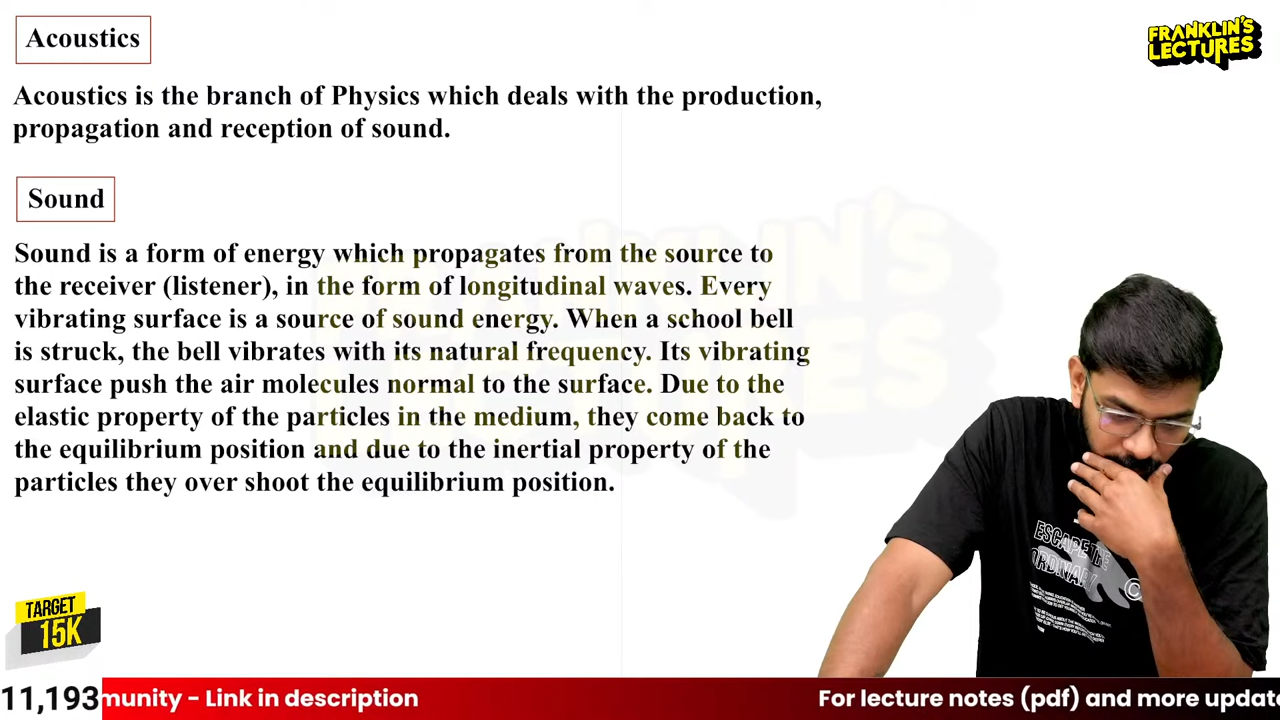 Acoustics
FRANKLIN'S
LECTURES
Acoustics is the branch of Physics which deals with the production,
propagation and reception of sound.
Sound
Sound is a form of energy which propagates from the source to
the receiver (listener), in the form of longitudinal waves. Every
vibrating surface is a source of sound energy. When a school bell
is struck, the bell vibrates with its natural frequency. Its vibrating
surface push the air molecules normal to the surface. Due to the
elastic property of the particles in the medium, they come back to
the equilibrium position and due to the inertial property of the
particles they over shoot the equilibrium position.
FRANKLIN'S
LECTURES
ESCAPE THE
ORDINARY
TARGET
15K
11,193
munity - Link in description
For lecture notes (pdf) and more updat